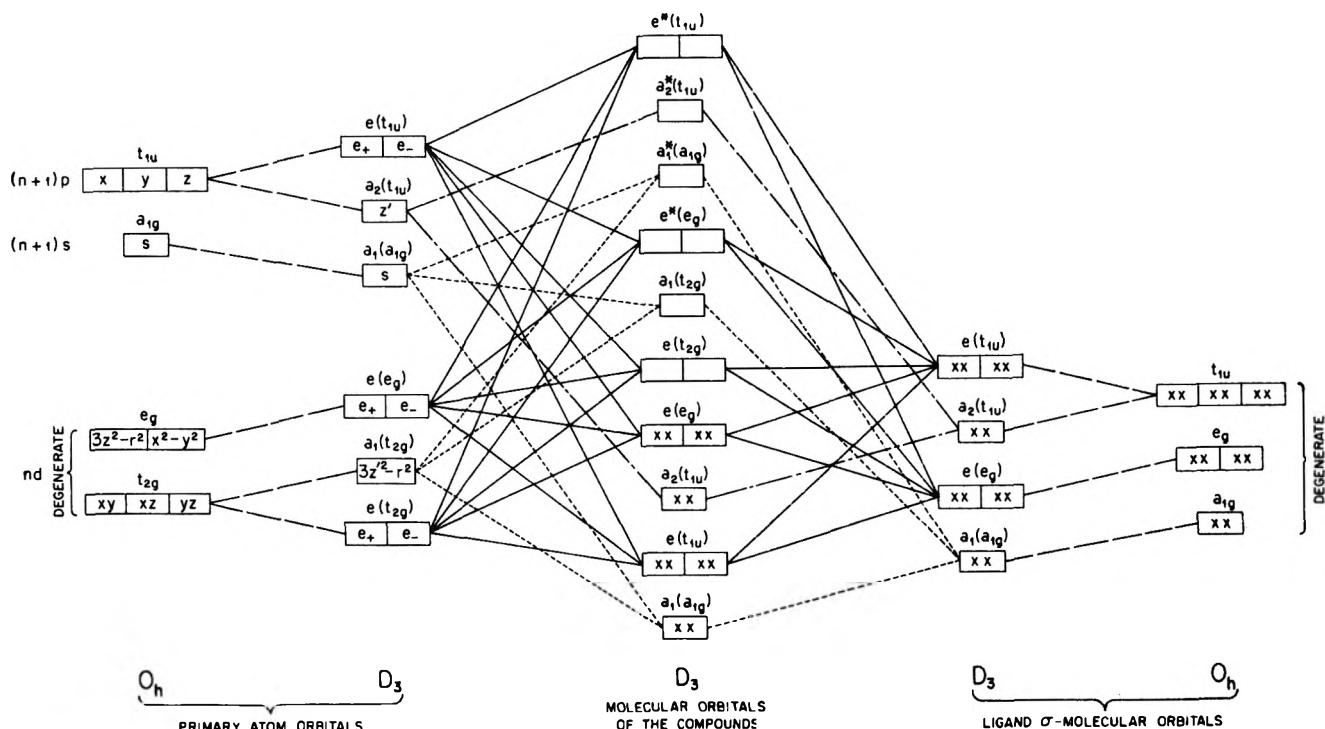 e*(t₁ᵤ)
a₂*(t₁ᵤ)
e(t₁ᵤ)
e₊ e₋
t₁ᵤ
(n+1)p x y z
a₁*(a₁g)
a₂(t₁ᵤ)
z'
a₁g
(n+1)s s
e*(eg)
a₁(a₁g)
s
a₁(t₂g)
e(t₂g)
e(t₁ᵤ)
xx xx
t₁ᵤ
xx xx xx
e(eg)
e₊ e₋
eg
3z²−r² x²−y²
e(eg)
xx xx
a₂(t₁ᵤ)
xx
eg
xx xx
nd
DEGENERATE
a₁(t₂g)
3z'²−r²
t₂g
xy xz yz
a₂(t₁ᵤ)
xx
e(eg)
xx xx
a₁g
xx
DEGENERATE
e(t₂g)
e₊ e₋
e(t₁ᵤ)
xx xx
a₁(a₁g)
xx
a₁(a₁g)
xx
Oh D₃ D₃ D₃ Oh
PRIMARY ATOM ORBITALS
MOLECULAR ORBITALS
OF THE COMPOUNDS
LIGAND σ-MOLECULAR ORBITALS